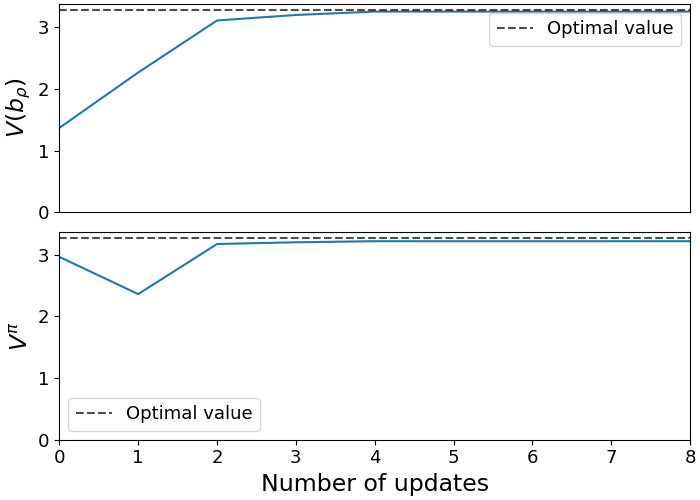 3
2
1
0
V(b_ρ)
Optimal value
3
2
1
0
V^π
Optimal value
0 1 2 3 4 5 6 7 8
Number of updates